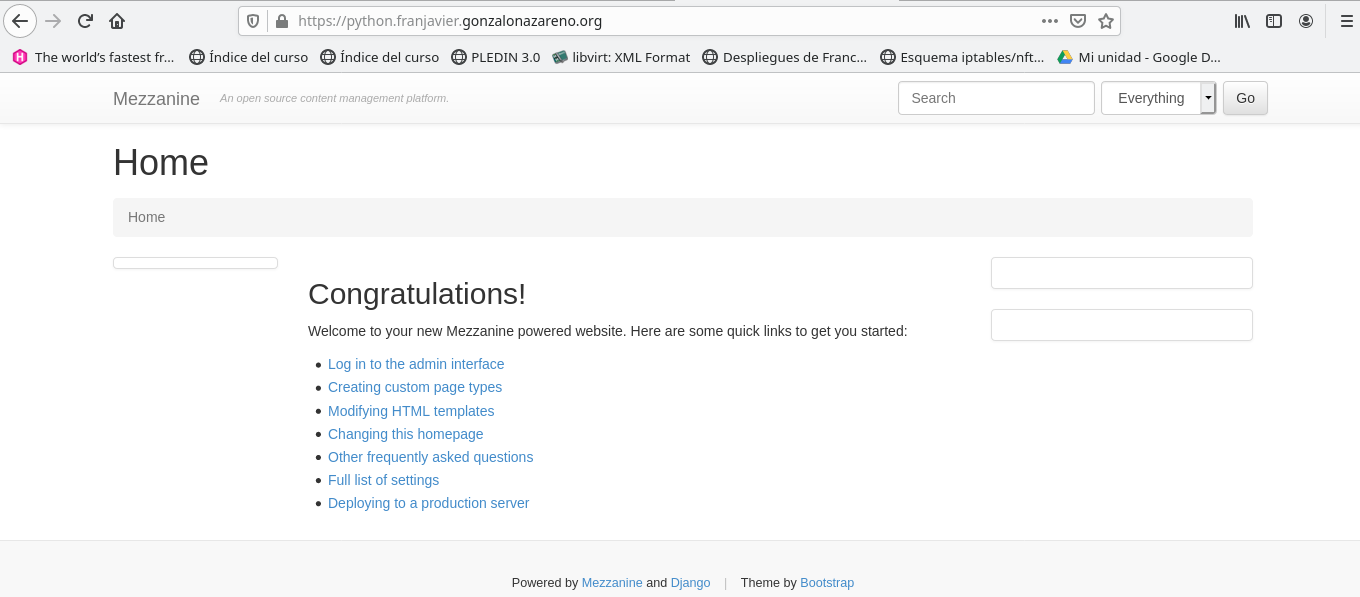 https://python.franjavier.gonzalonazareno.org
The world's fastest fr... Índice del curso Índice del curso PLEDIN 3.0 libvirt: XML Format Despliegues de Franc... Esquema iptables/nft... Mi unidad - Google D...
Mezzanine An open source content management platform. Search Everything Go
Home
Home
Congratulations!
Welcome to your new Mezzanine powered website. Here are some quick links to get you started:
Log in to the admin interface
Creating custom page types
Modifying HTML templates
Changing this homepage
Other frequently asked questions
Full list of settings
Deploying to a production server
Powered by Mezzanine and Django | Theme by Bootstrap